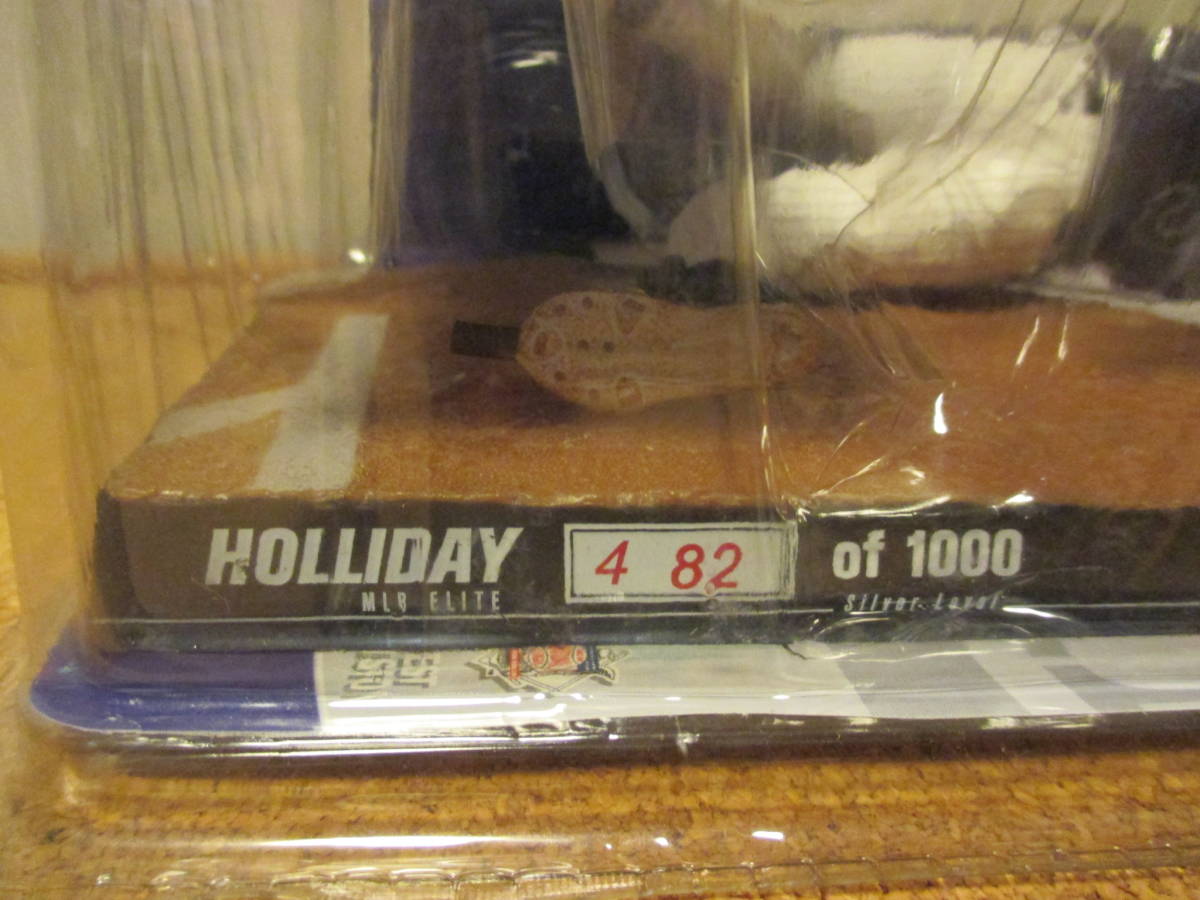 HOLLIDAY 4 82 of 1000
MLB ELITE Silver Level